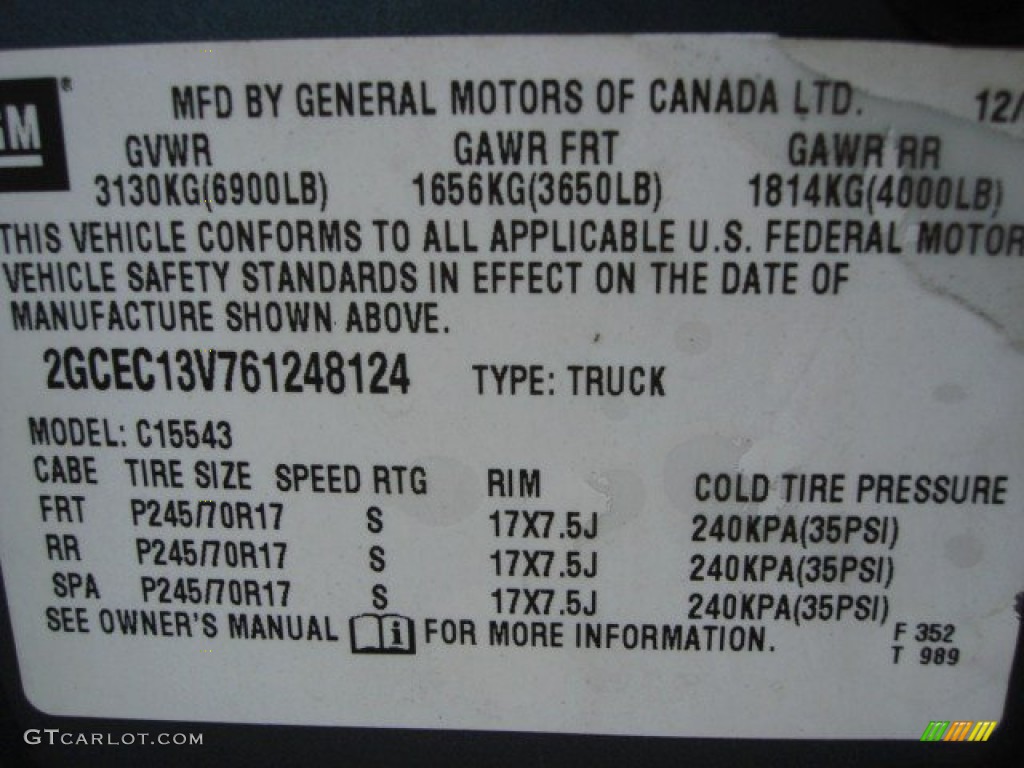 GM ®
MFD BY GENERAL MOTORS OF CANADA LTD. 12/
GVWR GAWR FRT GAWR RR
3130KG(6900LB) 1656KG(3650LB) 1814KG(4000LB)
THIS VEHICLE CONFORMS TO ALL APPLICABLE U.S. FEDERAL MOTOR
VEHICLE SAFETY STANDARDS IN EFFECT ON THE DATE OF
MANUFACTURE SHOWN ABOVE.
2GCEC13V761248124 TYPE: TRUCK
MODEL: C15543
CABE TIRE SIZE SPEED RTG RIM COLD TIRE PRESSURE
FRT P245/70R17 S 17X7.5J 240KPA(35PSI)
RR P245/70R17 S 17X7.5J 240KPA(35PSI)
SPA P245/70R17 S 17X7.5J 240KPA(35PSI)
SEE OWNER'S MANUAL i FOR MORE INFORMATION.
F 352
T 989
GTCARLOT.COM